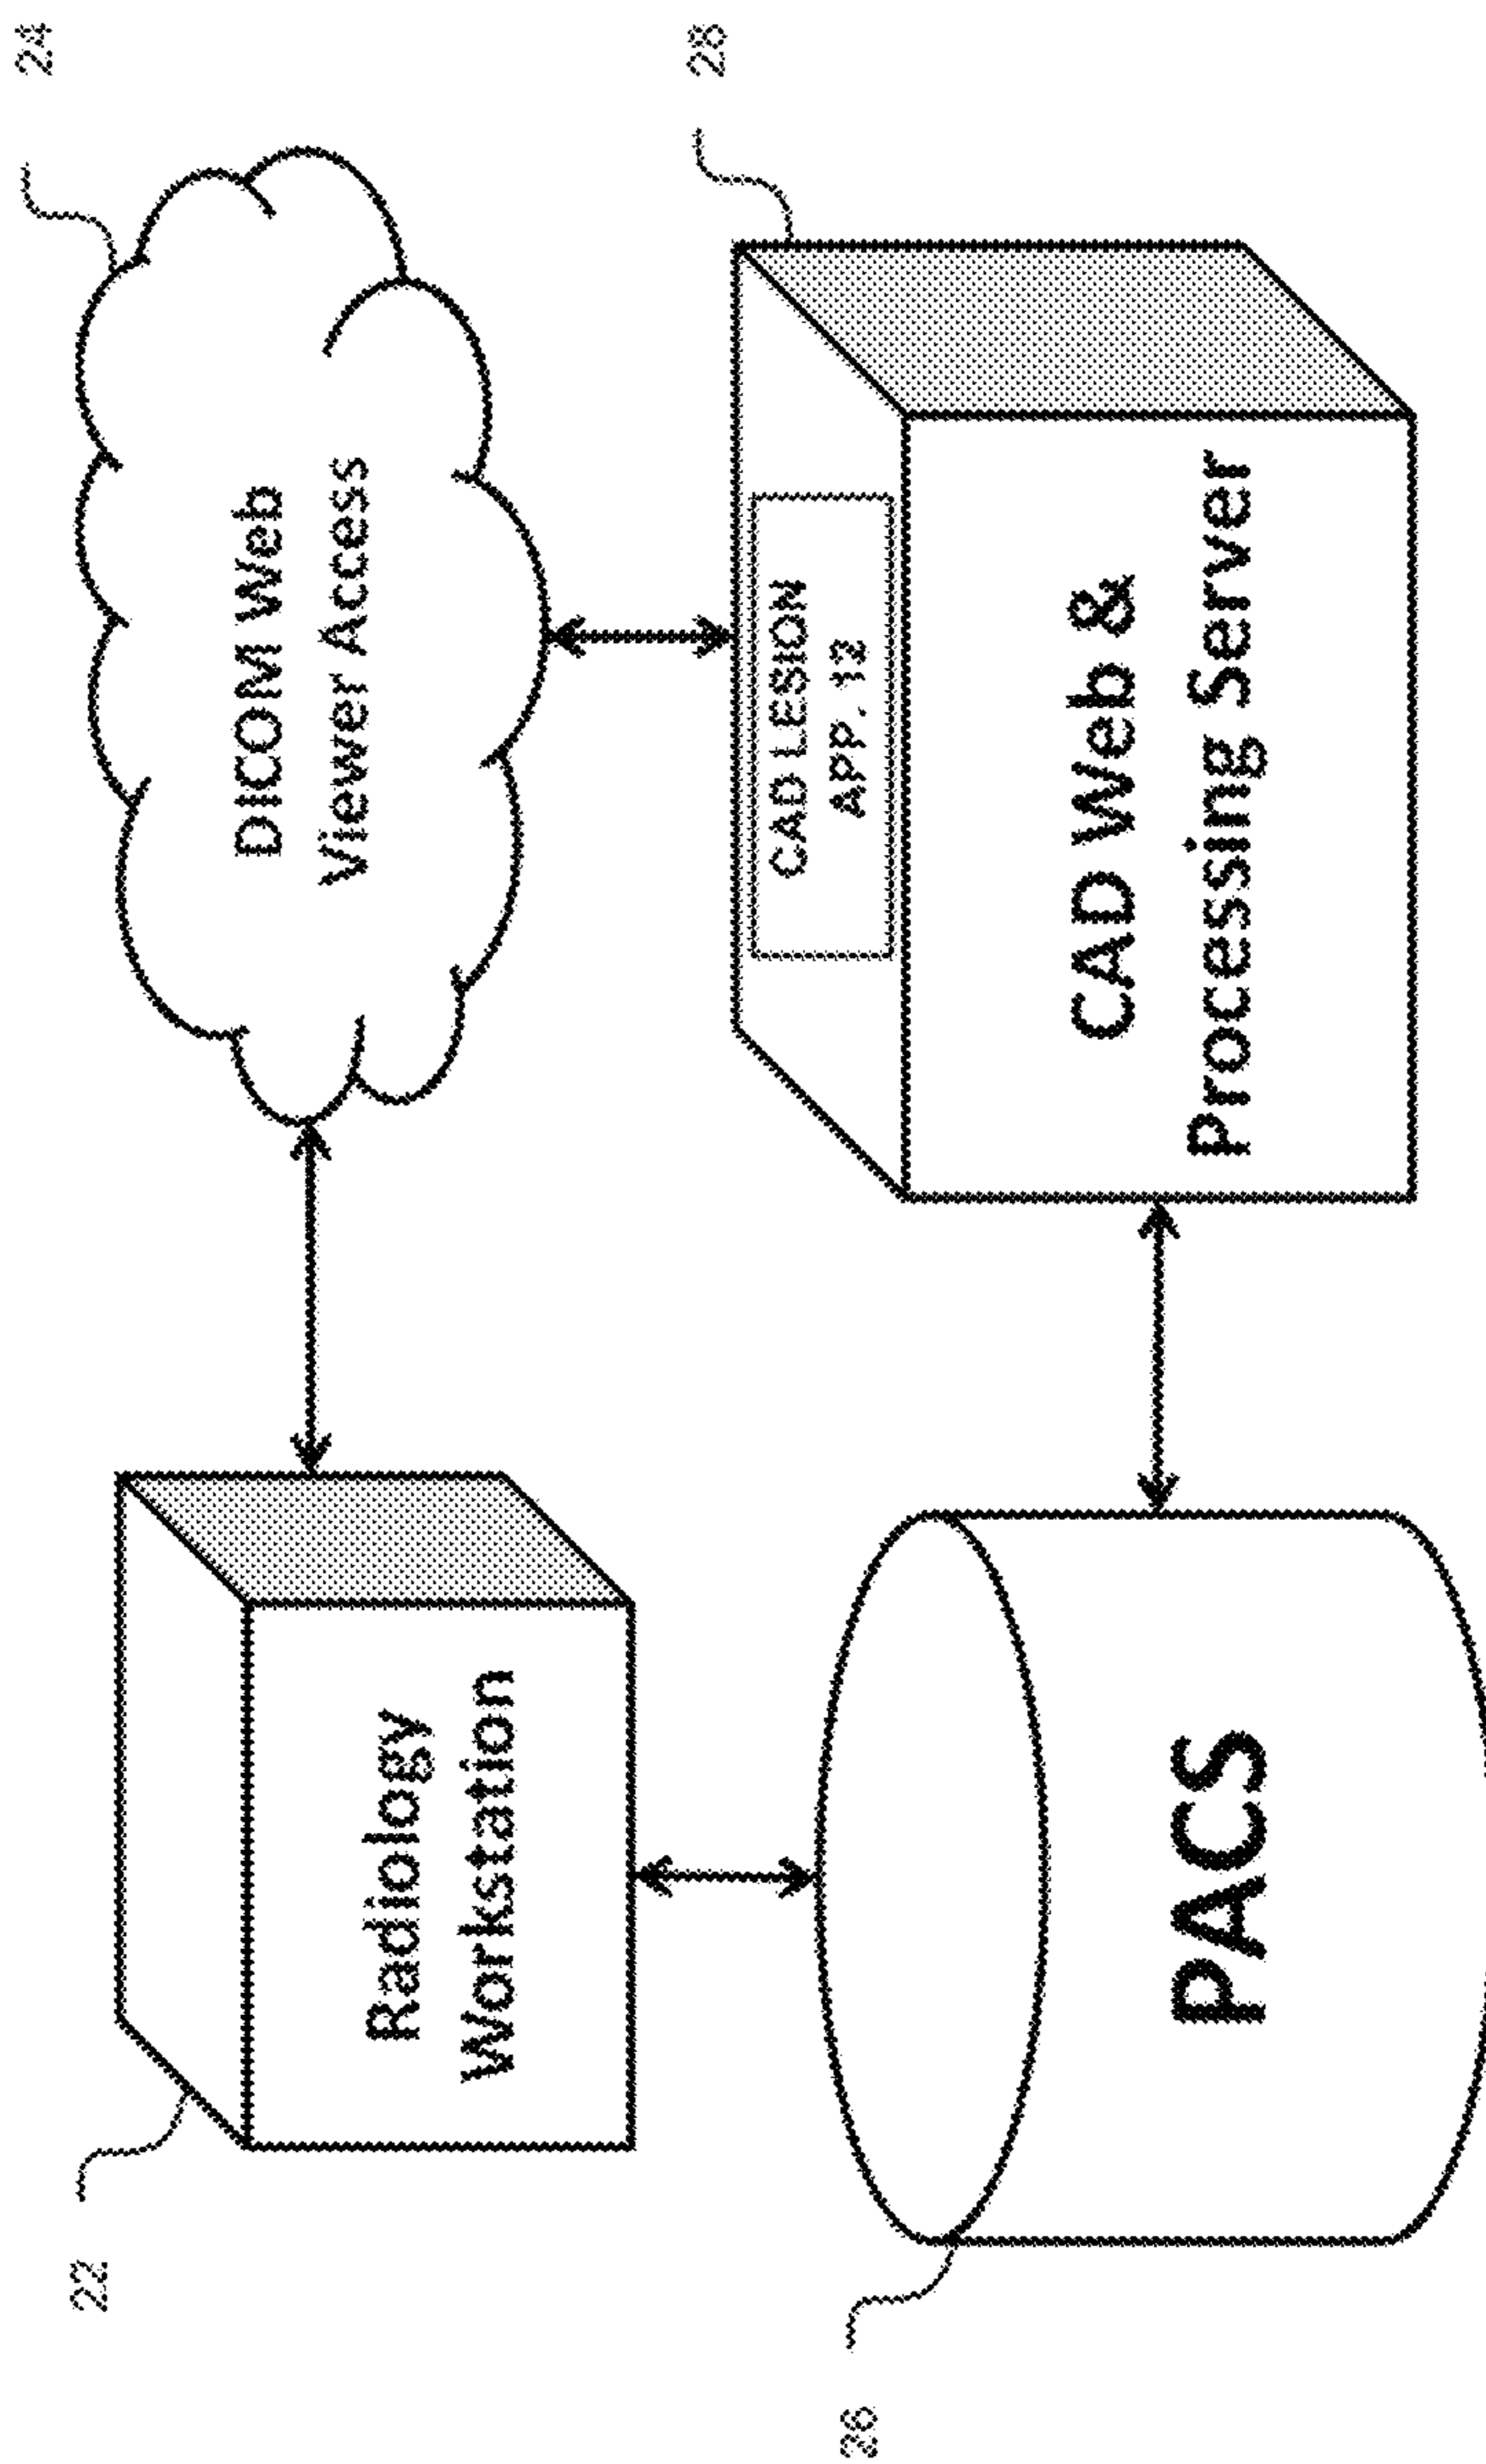 22
Radiology
Workstation
24
DICOM Web
Viewer Access
26
PACS
28
CAD LESION
APP. 12
CAD Web &
Processing Server